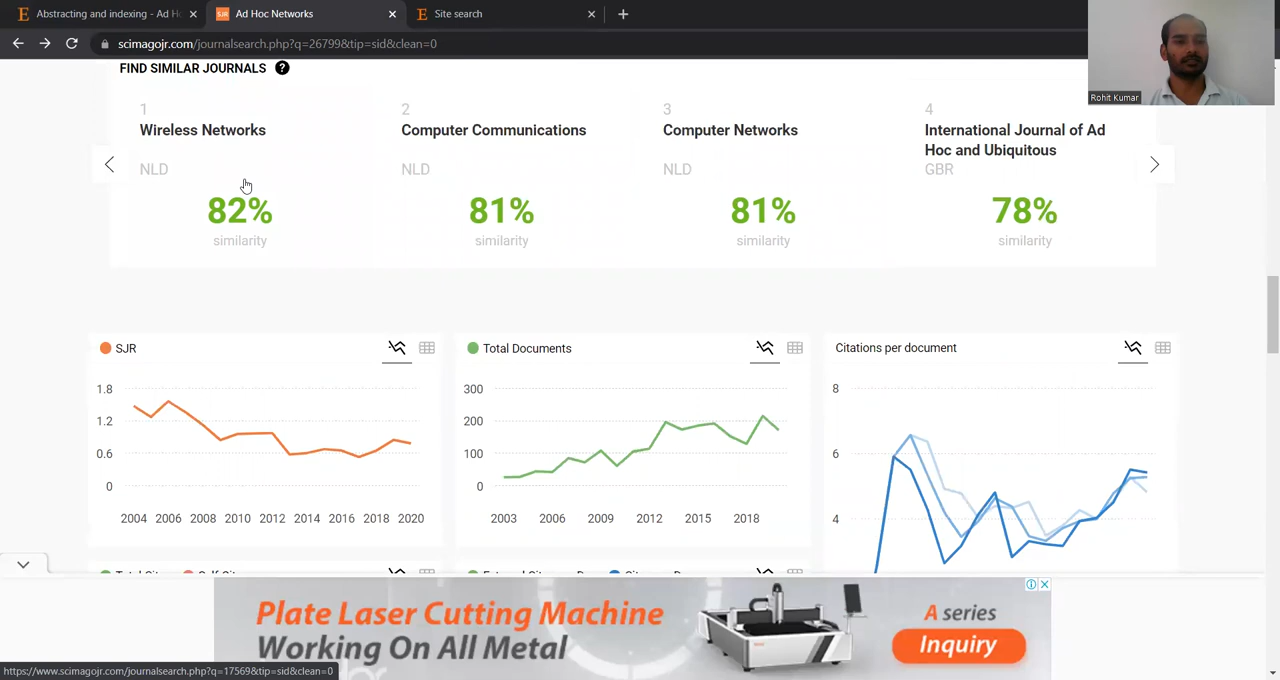 Abstracting and indexing - Ad Ho
SJR Ad Hoc Networks
Site search
scimagojr.com/journalsearch.php?q=26799&tip=sid&clean=0
Rohit Kumar
FIND SIMILAR JOURNALS ?
1
Wireless Networks
NLD
82%
similarity
2
Computer Communications
NLD
81%
similarity
3
Computer Networks
NLD
81%
similarity
4
International Journal of Ad
Hoc and Ubiquitous
GBR
78%
similarity
SJR
1.8
1.2
0.6
0
2004 2006 2008 2010 2012 2014 2016 2018 2020
Total Documents
300
200
100
0
2003 2006 2009 2012 2015 2018
Citations per document
8
6
4
Plate Laser Cutting Machine
Working On All Metal
A series
Inquiry
https://www.scimagojr.com/journalsearch.php?q=17569&tip=sid&clean=0